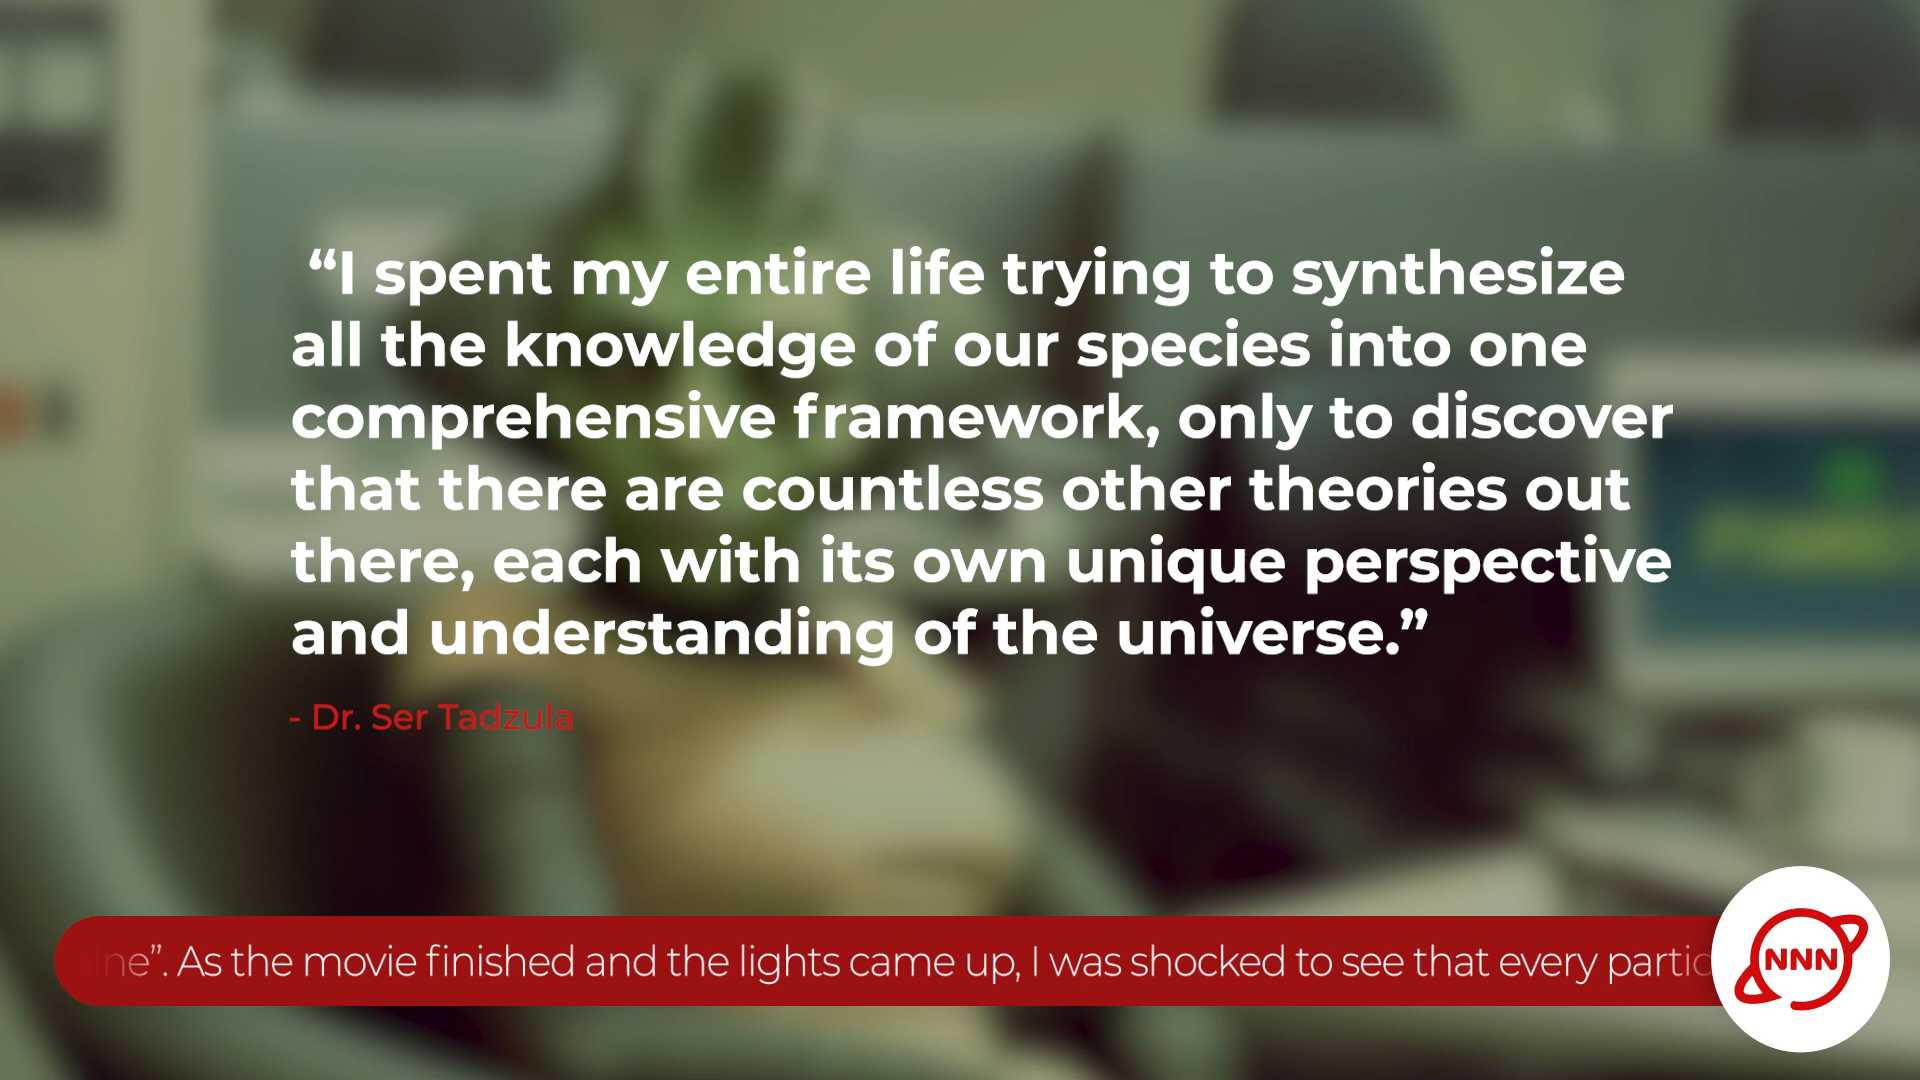 “I spent my entire life trying to synthesize
all the knowledge of our species into one
comprehensive framework, only to discover
that there are countless other theories out
there, each with its own unique perspective
and understanding of the universe.”
- Dr. Ser Tadzula
ine”. As the movie finished and the lights came up, I was shocked to see that every partic
NNN